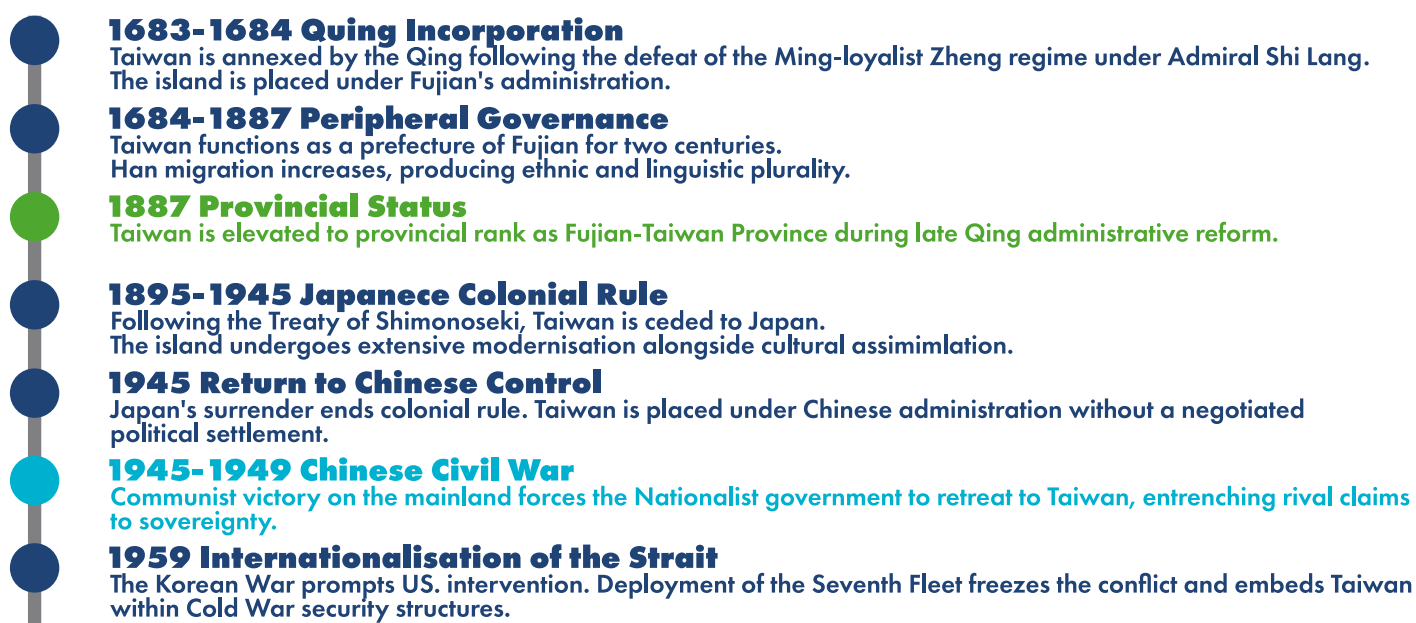 1683-1684 Quing Incorporation
Taiwan is annexed by the Qing following the defeat of the Ming-loyalist Zheng regime under Admiral Shi Lang.
The island is placed under Fujian's administration.
1684-1887 Peripheral Governance
Taiwan functions as a prefecture of Fujian for two centuries.
Han migration increases, producing ethnic and linguistic plurality.
1887 Provincial Status
Taiwan is elevated to provincial rank as Fujian-Taiwan Province during late Qing administrative reform.
1895-1945 Japanece Colonial Rule
Following the Treaty of Shimonoseki, Taiwan is ceded to Japan.
The island undergoes extensive modernisation alongside cultural assimimlation.
1945 Return to Chinese Control
Japan's surrender ends colonial rule. Taiwan is placed under Chinese administration without a negotiated
political settlement.
1945-1949 Chinese Civil War
Communist victory on the mainland forces the Nationalist government to retreat to Taiwan, entrenching rival claims
to sovereignty.
1959 Internationalisation of the Strait
The Korean War prompts US. intervention. Deployment of the Seventh Fleet freezes the conflict and embeds Taiwan
within Cold War security structures.